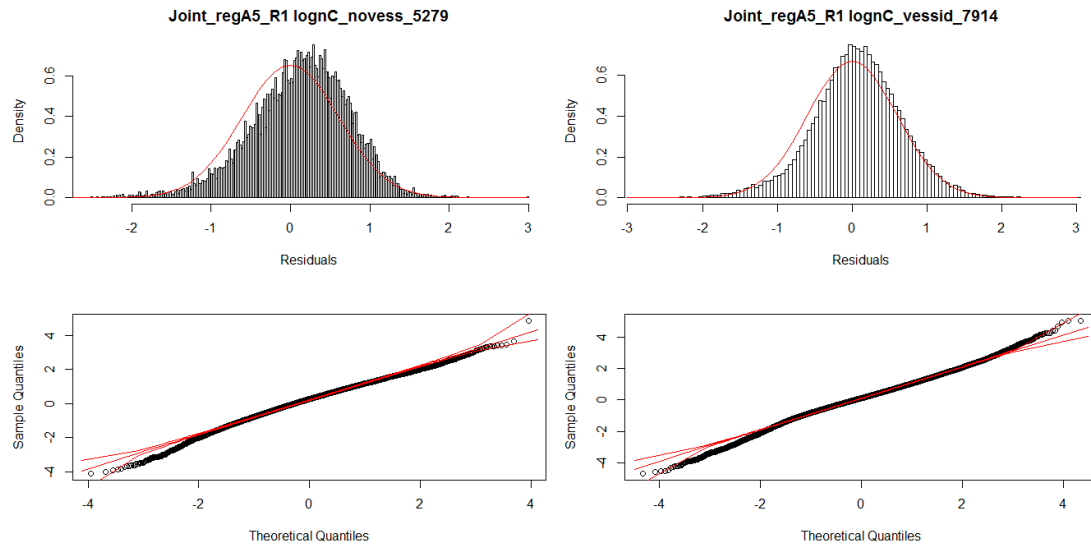 Joint_regA5_R1 lognC_novess_5279
Density
0.0 0.2 0.4 0.6
-2 -1 0 1 2 3
Residuals
Joint_regA5_R1 lognC_vessid_7914
Density
0.0 0.2 0.4 0.6
-3 -2 -1 0 1 2 3
Residuals
Sample Quantiles
-4 -2 0 2 4
-4 -2 0 2 4
Theoretical Quantiles
Sample Quantiles
-4 -2 0 2 4
-4 -2 0 2 4
Theoretical Quantiles